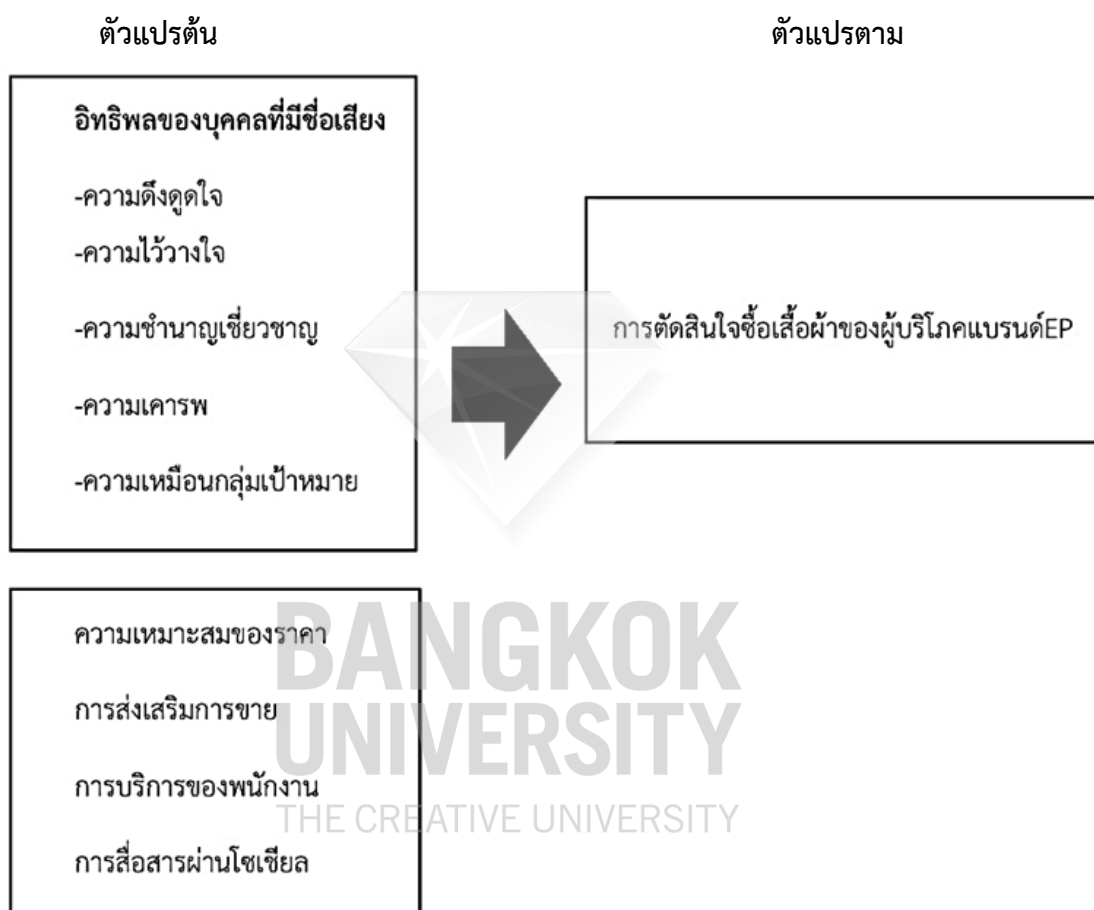 ตัวแปรต้น
ตัวแปรตาม
อิทธิพลของบุคคลที่มีชื่อเสียง
-ความดึงดูดใจ
-ความไว้วางใจ
-ความชำนาญเชี่ยวชาญ
-ความเคารพ
-ความเหมือนกลุ่มเป้าหมาย
การตัดสินใจซื้อเสื้อผ้าของผู้บริโภคแบรนด์EP
ความเหมาะสมของราคา
การส่งเสริมการขาย
การบริการของพนักงาน
การสื่อสารผ่านโซเชียล
BANGKOK
UNIVERSITY
THE CREATIVE UNIVERSITY